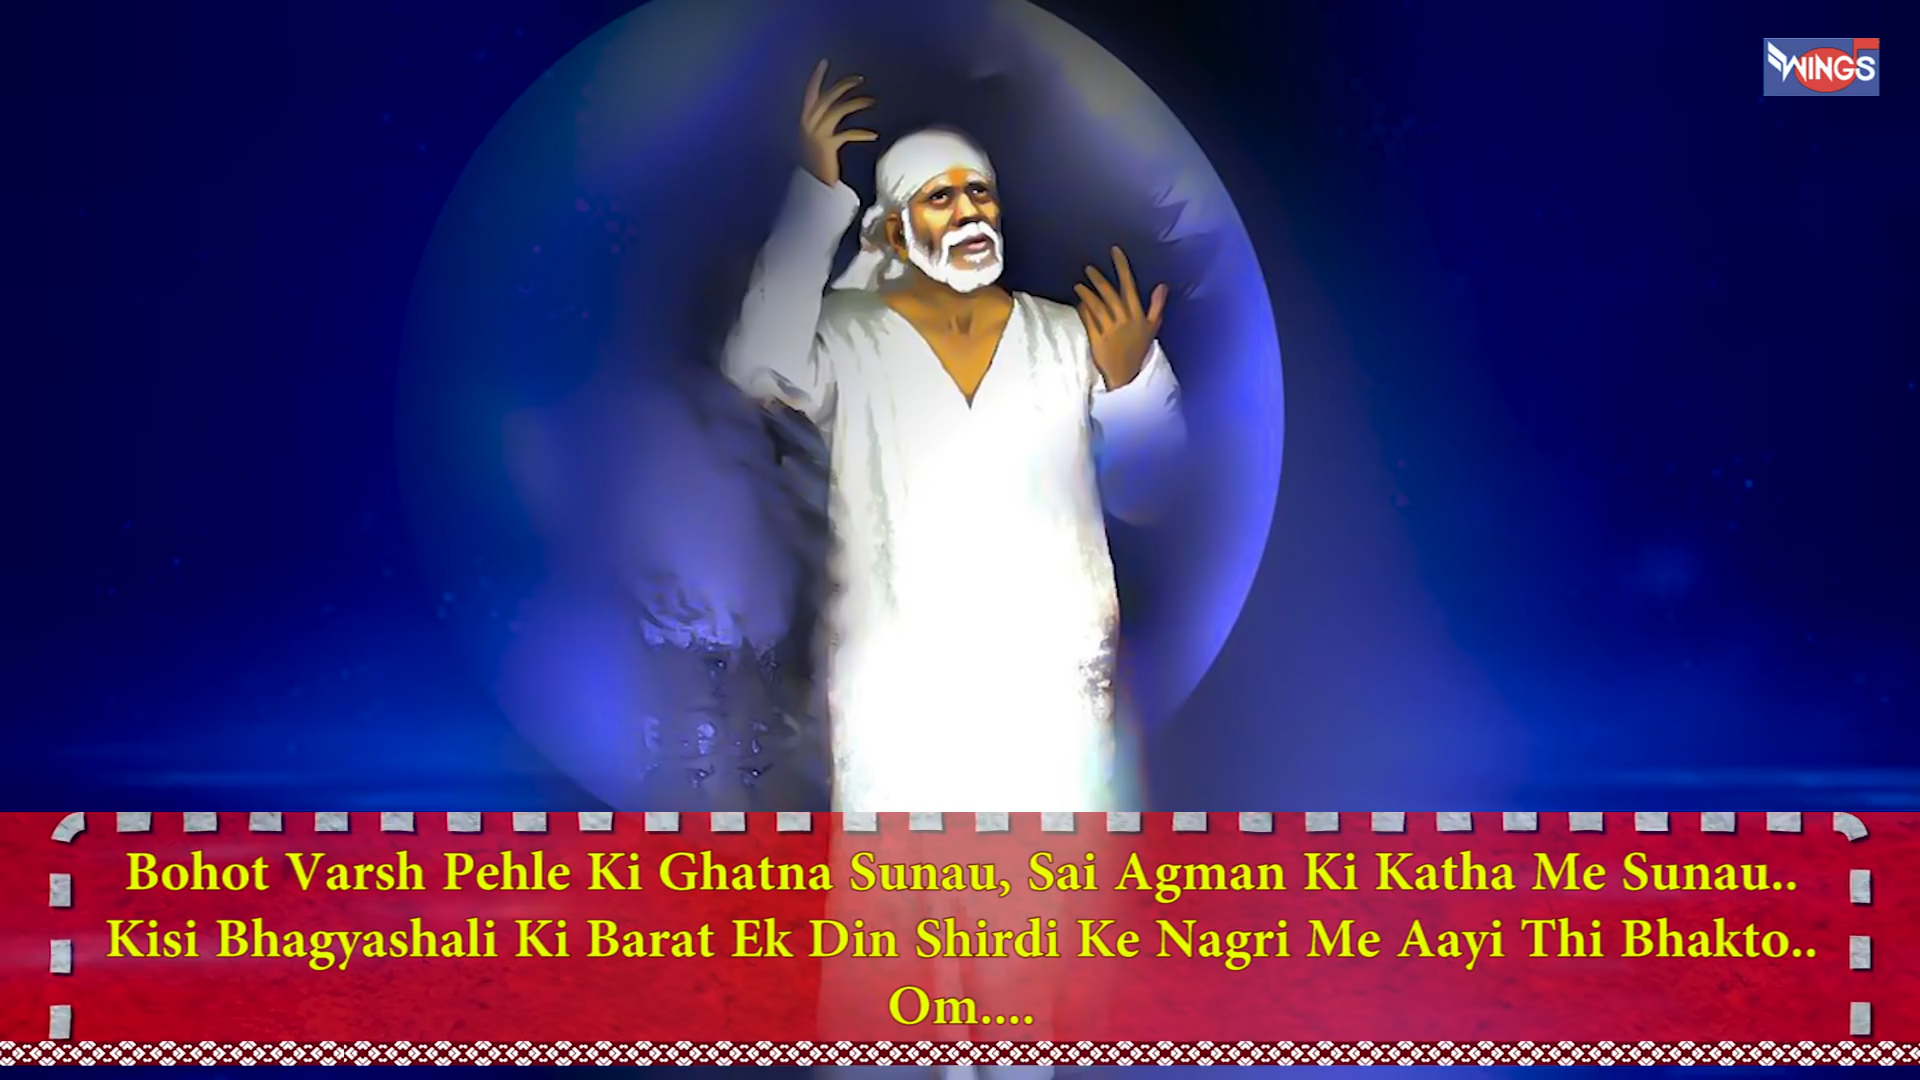 WINGS
Bohot Varsh Pehle Ki Ghatna Sunau, Sai Agman Ki Katha Me Sunau..
Kisi Bhagyashali Ki Barat Ek Din Shirdi Ke Nagri Me Aayi Thi Bhakto..
Om....